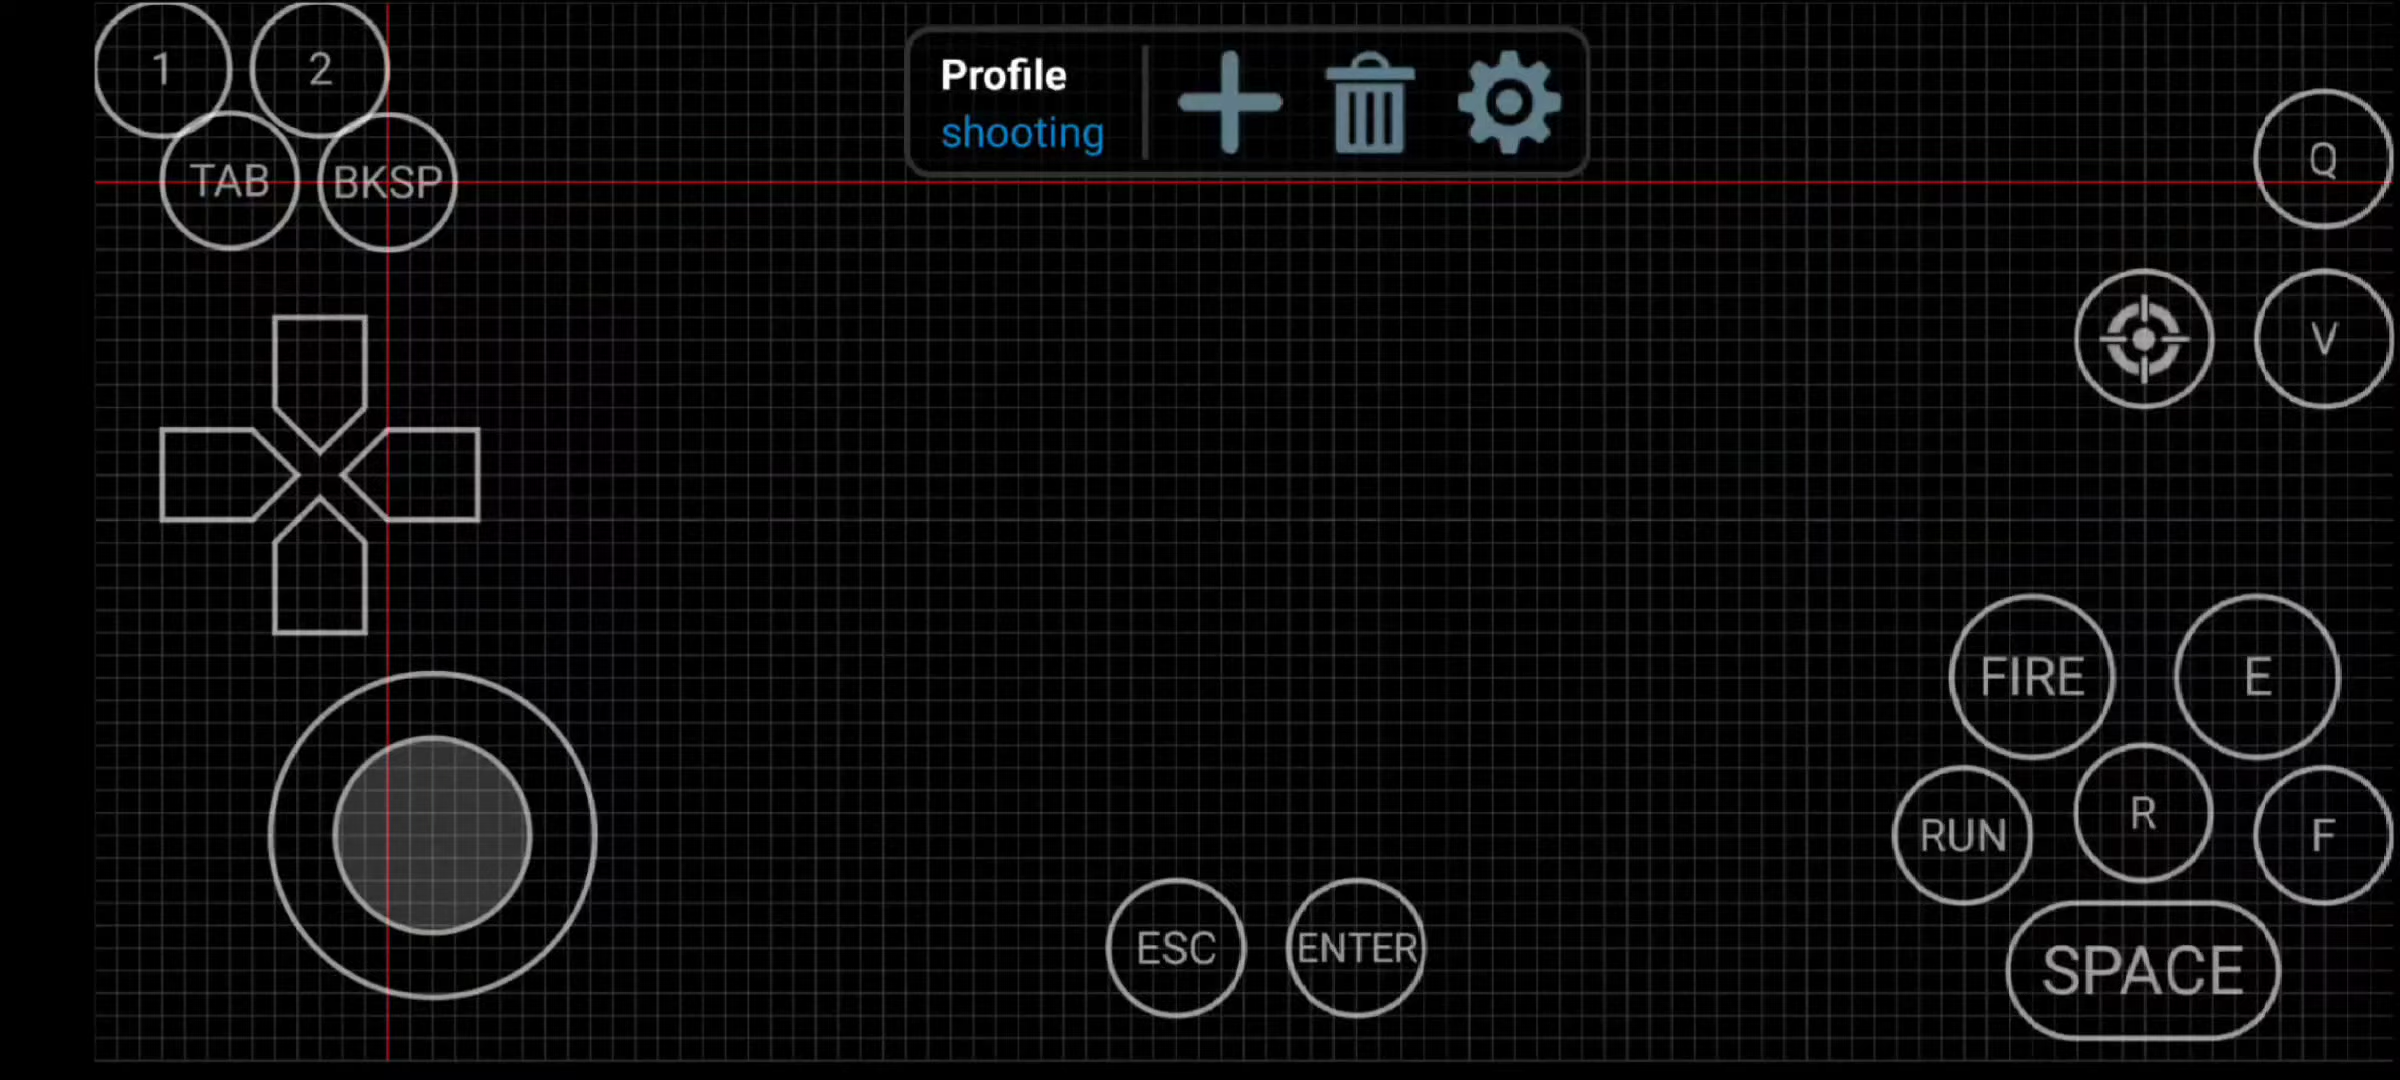 1
2
TAB
BKSP
Profile
shooting
Q
V
FIRE
E
RUN
R
F
ESC
ENTER
SPACE